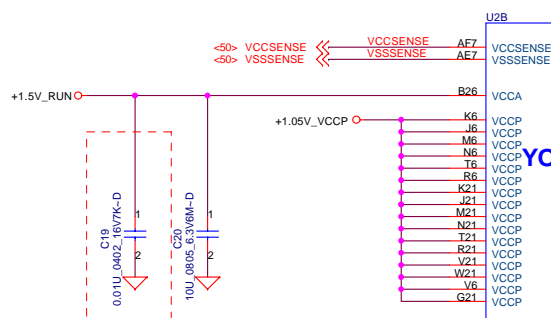 U2B
<50> VCCSENSE VCCSENSE AF7 VCCSENSE
<50> VSSSENSE VSSSENSE AE7 VSSSENSE
+1.5V_RUN B26 VCCA
+1.05V_VCCP K6 VCCP
J6 VCCP
M6 VCCP
N6 VCCP
T6 VCCP
R6 VCCP
K21 VCCP
J21 VCCP
M21 VCCP
N21 VCCP
T21 VCCP
R21 VCCP
V21 VCCP
W21 VCCP
V6 VCCP
G21 VCCP
YO
C19
0.01U_0402_16V7K~D
1
2
C20
10U_0805_6.3V6M~D
1
2